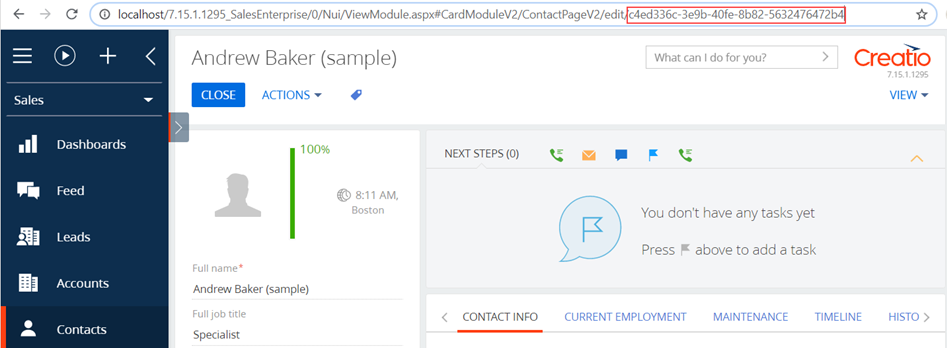 localhost/7.15.1.1295_SalesEnterprise/0/Nui/ViewModule.aspx#CardModuleV2/ContactPageV2/edit/c4ed336c-3e9b-40fe-8b82-5632476472b4
Andrew Baker (sample)
What can I do for you?
Creatio
7.15.1.1295
CLOSE
ACTIONS
VIEW
Sales
Dashboards
Feed
Leads
Accounts
Contacts
100%
8:11 AM,
Boston
Full name*
Andrew Baker (sample)
Full job title
Specialist
NEXT STEPS (0)
You don't have any tasks yet
Press above to add a task
CONTACT INFO
CURRENT EMPLOYMENT
MAINTENANCE
TIMELINE
HISTO